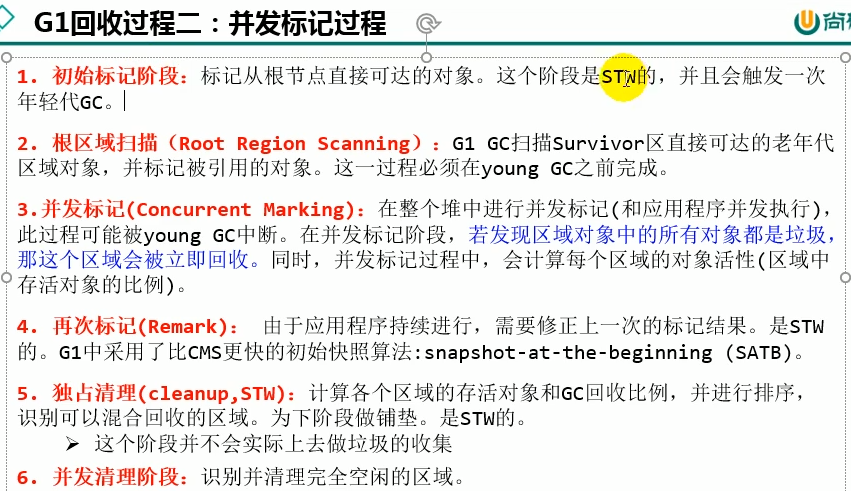 G1回收过程二：并发标记过程
尚
1. 初始标记阶段：标记从根节点直接可达的对象。这个阶段是STW的，并且会触发一次
年轻代GC。
2. 根区域扫描（Root Region Scanning）：G1 GC扫描Survivor区直接可达的老年代
区域对象，并标记被引用的对象。这一过程必须在young GC之前完成。
3.并发标记(Concurrent Marking)：在整个堆中进行并发标记(和应用程序并发执行)，
此过程可能被young GC中断。在并发标记阶段，若发现区域对象中的所有对象都是垃圾，
那这个区域会被立即回收。同时，并发标记过程中，会计算每个区域的对象活性(区域中
存活对象的比例)。
4. 再次标记(Remark)： 由于应用程序持续进行，需要修正上一次的标记结果。是STW
的。G1中采用了比CMS更快的初始快照算法:snapshot-at-the-beginning (SATB)。
5. 独占清理(cleanup,STW)：计算各个区域的存活对象和GC回收比例，并进行排序，
识别可以混合回收的区域。为下阶段做铺垫。是STW的。
➢ 这个阶段并不会实际上去做垃圾的收集
6. 并发清理阶段：识别并清理完全空闲的区域。